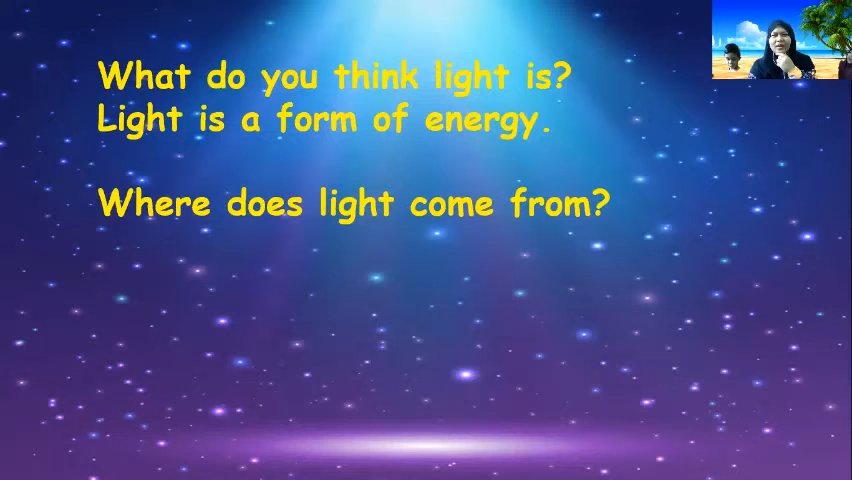 What do you think light is?
Light is a form of energy.
Where does light come from?